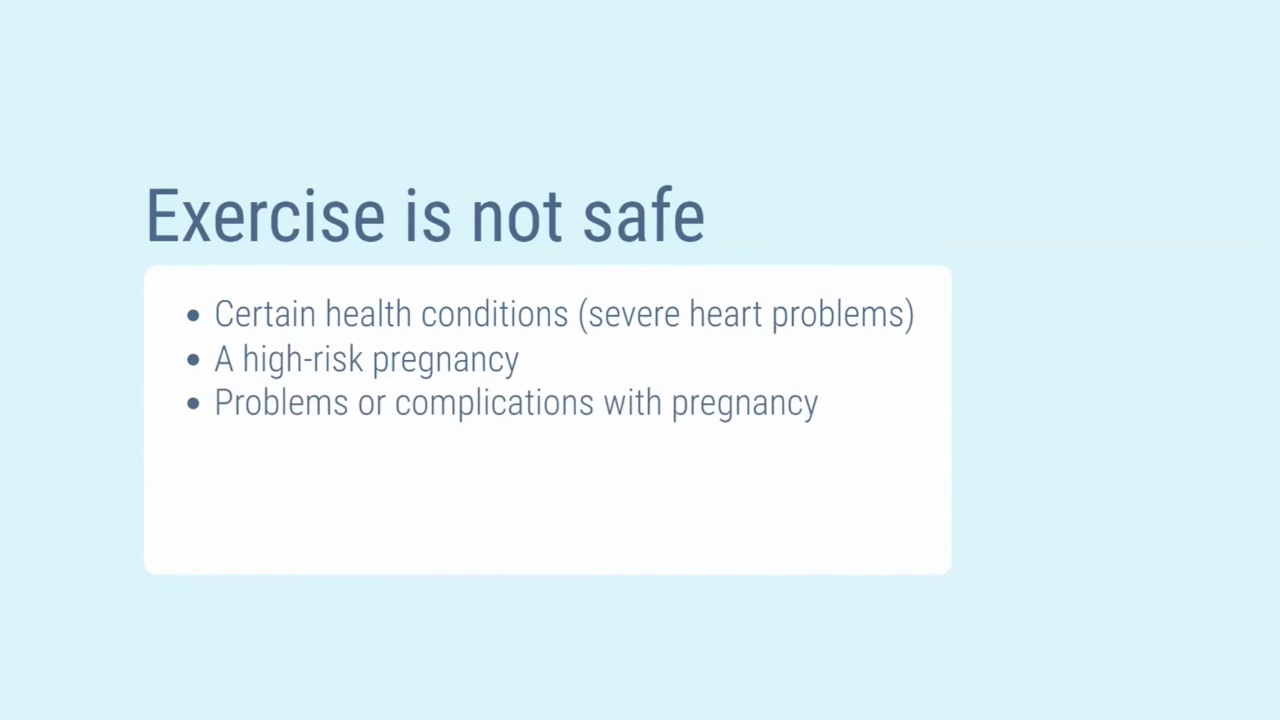 Exercise is not safe
• Certain health conditions (severe heart problems)
• A high-risk pregnancy
• Problems or complications with pregnancy